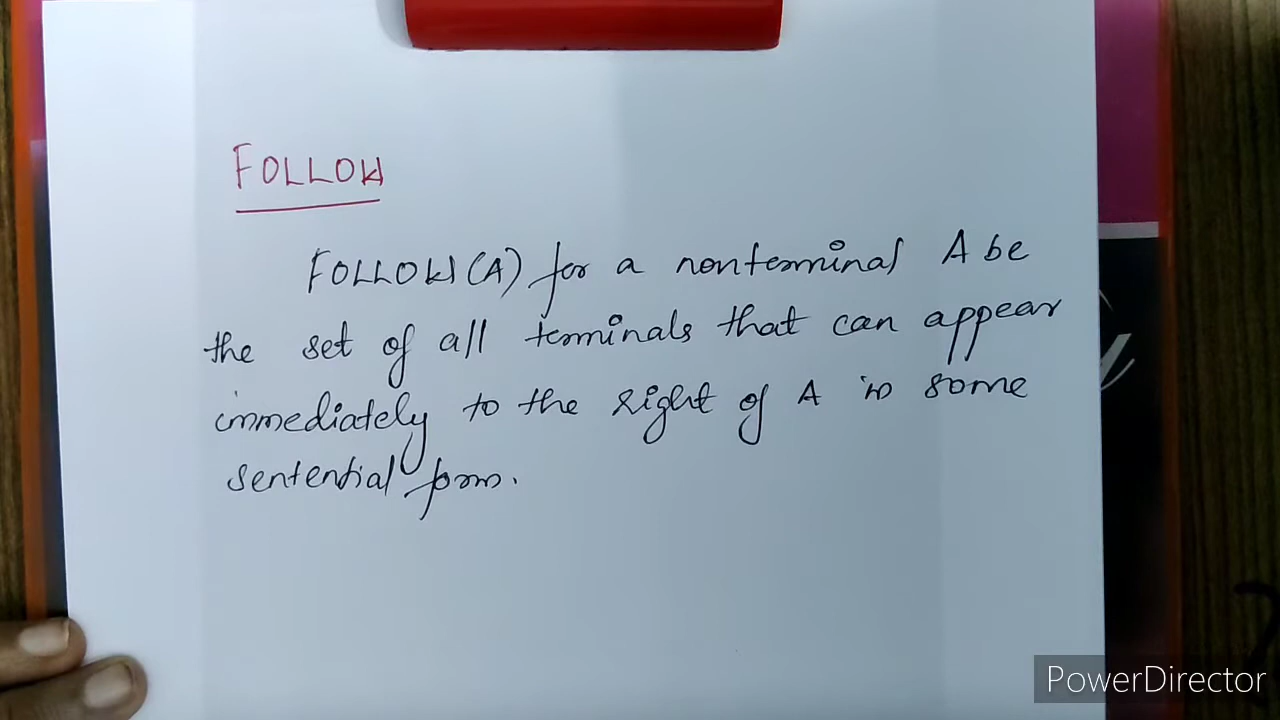 FOLLOW
FOLLOW(A) for a nonterminal A be
the set of all terminals that can appear
immediately to the right of A in some
sentential form.
PowerDirector